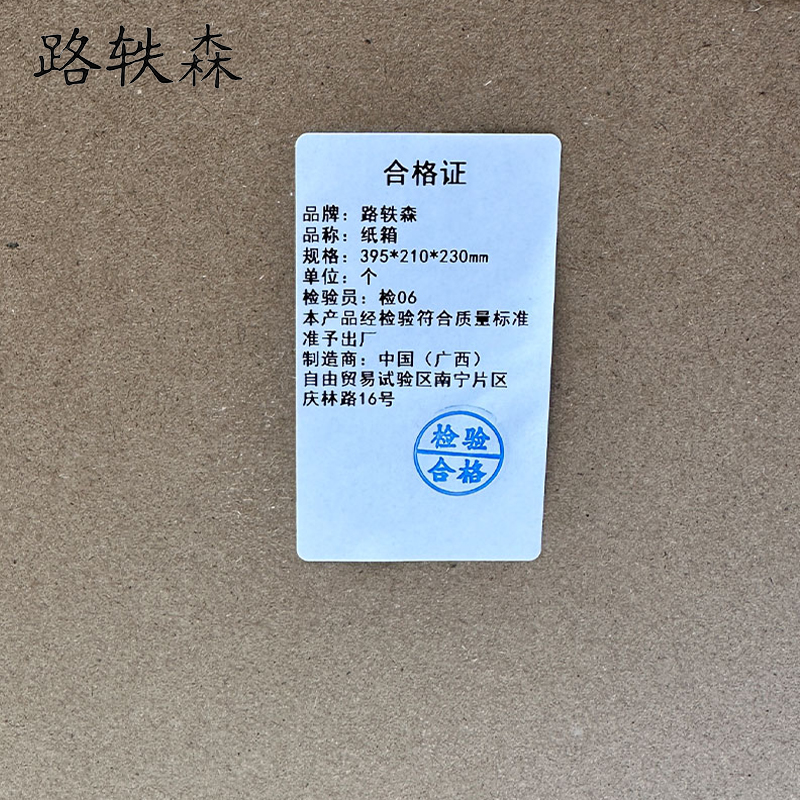 路轶森
合格证
品牌：路轶森
品称：纸箱
规格：395*210*230mm
单位：个
检验员：检06
本产品经检验符合质量标准
准予出厂
制造商：中国（广西）
自由贸易试验区南宁片区
庆林路16号
检验
合格